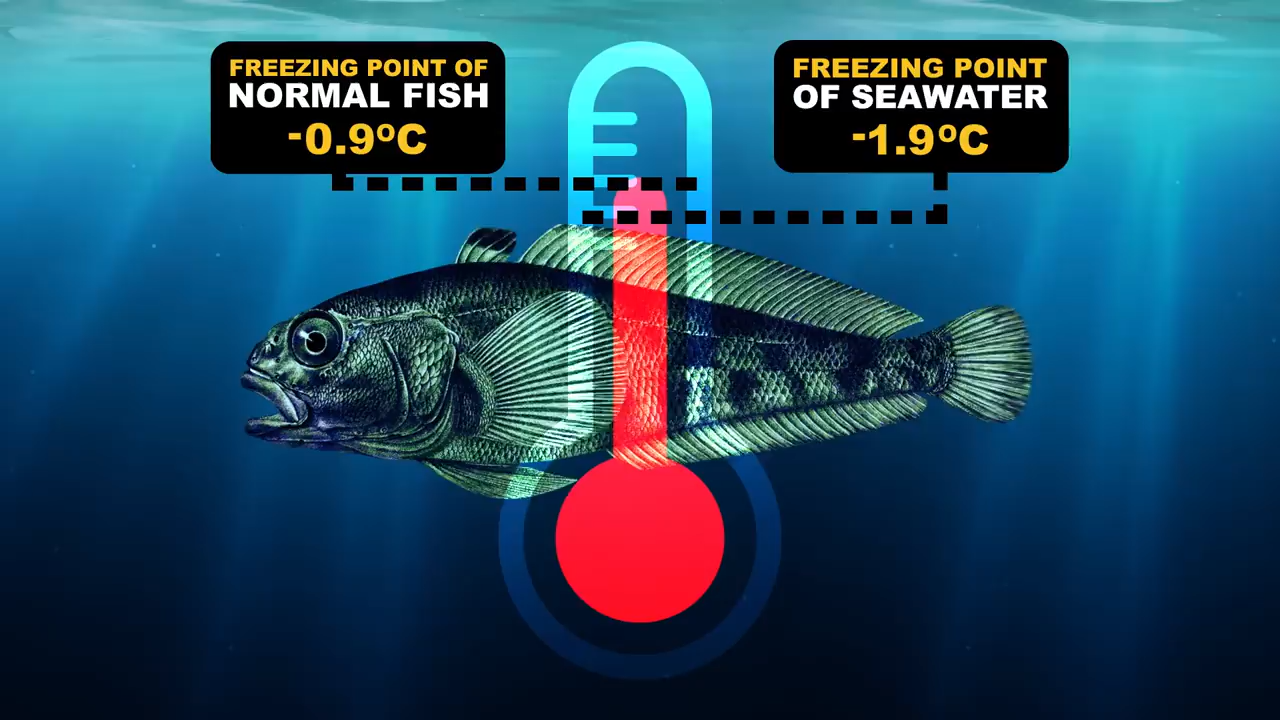 FREEZING POINT OF
NORMAL FISH
-0.9ºC
FREEZING POINT
OF SEAWATER
-1.9ºC